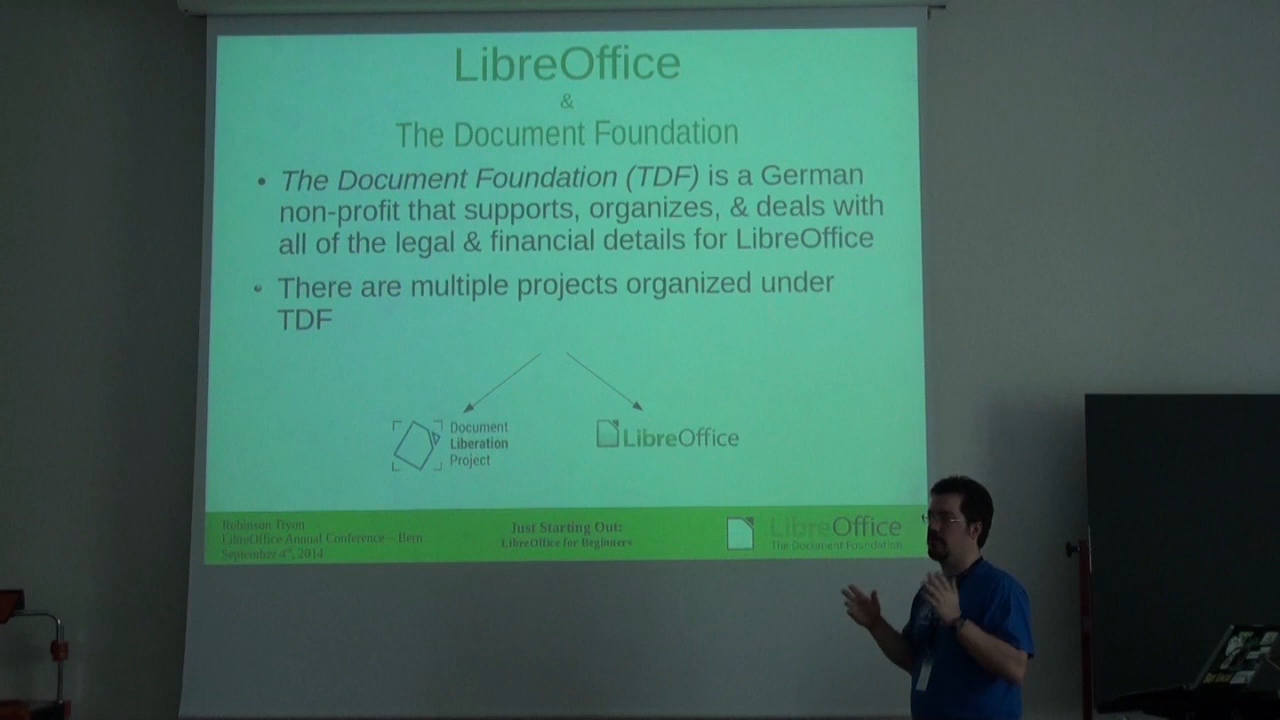 LibreOffice
&
The Document Foundation
• The Document Foundation (TDF) is a German
non-profit that supports, organizes, & deals with
all of the legal & financial details for LibreOffice
• There are multiple projects organized under
TDF
Document
Liberation
Project
LibreOffice
Robinson Tryon
LibreOffice Annual Conference – Bern
September 4th, 2014
Just Starting Out:
LibreOffice for Beginners
LibreOffice
The Document Foundation